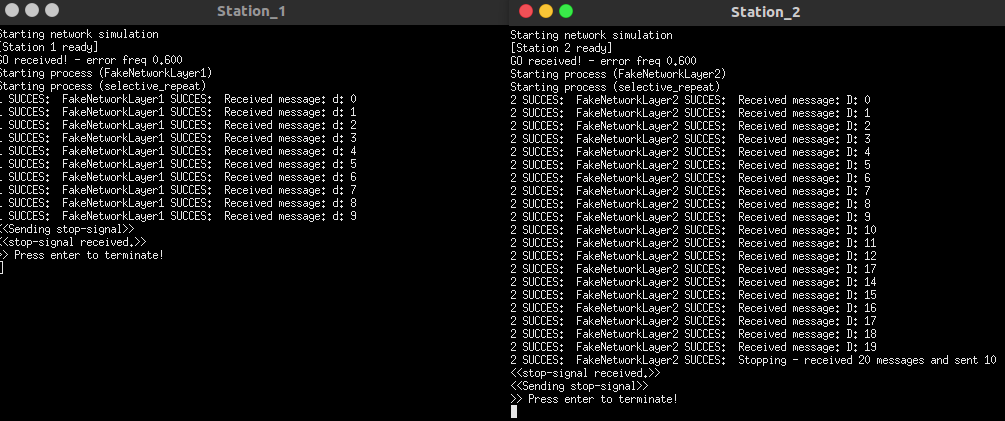 Station_1
Starting network simulation
[Station 1 ready]
GO received! - error freq 0.600
Starting process (FakeNetworkLayer1)
Starting process (selective_repeat)
1 SUCCES: FakeNetworkLayer1 SUCCES: Received message: d: 0
1 SUCCES: FakeNetworkLayer1 SUCCES: Received message: d: 1
1 SUCCES: FakeNetworkLayer1 SUCCES: Received message: d: 2
1 SUCCES: FakeNetworkLayer1 SUCCES: Received message: d: 3
1 SUCCES: FakeNetworkLayer1 SUCCES: Received message: d: 4
1 SUCCES: FakeNetworkLayer1 SUCCES: Received message: d: 5
1 SUCCES: FakeNetworkLayer1 SUCCES: Received message: d: 6
1 SUCCES: FakeNetworkLayer1 SUCCES: Received message: d: 7
1 SUCCES: FakeNetworkLayer1 SUCCES: Received message: d: 8
1 SUCCES: FakeNetworkLayer1 SUCCES: Received message: d: 9
<<Sending stop-signal>>
<<stop-signal received.>>
>> Press enter to terminate!
Station_2
Starting network simulation
[Station 2 ready]
GO received! - error freq 0.600
Starting process (FakeNetworkLayer2)
Starting process (selective_repeat)
2 SUCCES: FakeNetworkLayer2 SUCCES: Received message: D: 0
2 SUCCES: FakeNetworkLayer2 SUCCES: Received message: D: 1
2 SUCCES: FakeNetworkLayer2 SUCCES: Received message: D: 2
2 SUCCES: FakeNetworkLayer2 SUCCES: Received message: D: 3
2 SUCCES: FakeNetworkLayer2 SUCCES: Received message: D: 4
2 SUCCES: FakeNetworkLayer2 SUCCES: Received message: D: 5
2 SUCCES: FakeNetworkLayer2 SUCCES: Received message: D: 6
2 SUCCES: FakeNetworkLayer2 SUCCES: Received message: D: 7
2 SUCCES: FakeNetworkLayer2 SUCCES: Received message: D: 8
2 SUCCES: FakeNetworkLayer2 SUCCES: Received message: D: 9
2 SUCCES: FakeNetworkLayer2 SUCCES: Received message: D: 10
2 SUCCES: FakeNetworkLayer2 SUCCES: Received message: D: 11
2 SUCCES: FakeNetworkLayer2 SUCCES: Received message: D: 12
2 SUCCES: FakeNetworkLayer2 SUCCES: Received message: D: 17
2 SUCCES: FakeNetworkLayer2 SUCCES: Received message: D: 14
2 SUCCES: FakeNetworkLayer2 SUCCES: Received message: D: 15
2 SUCCES: FakeNetworkLayer2 SUCCES: Received message: D: 16
2 SUCCES: FakeNetworkLayer2 SUCCES: Received message: D: 17
2 SUCCES: FakeNetworkLayer2 SUCCES: Received message: D: 18
2 SUCCES: FakeNetworkLayer2 SUCCES: Received message: D: 19
2 SUCCES: FakeNetworkLayer2 SUCCES: Stopping - received 20 messages and sent 10
<<stop-signal received.>>
<<Sending stop-signal>>
>> Press enter to terminate!